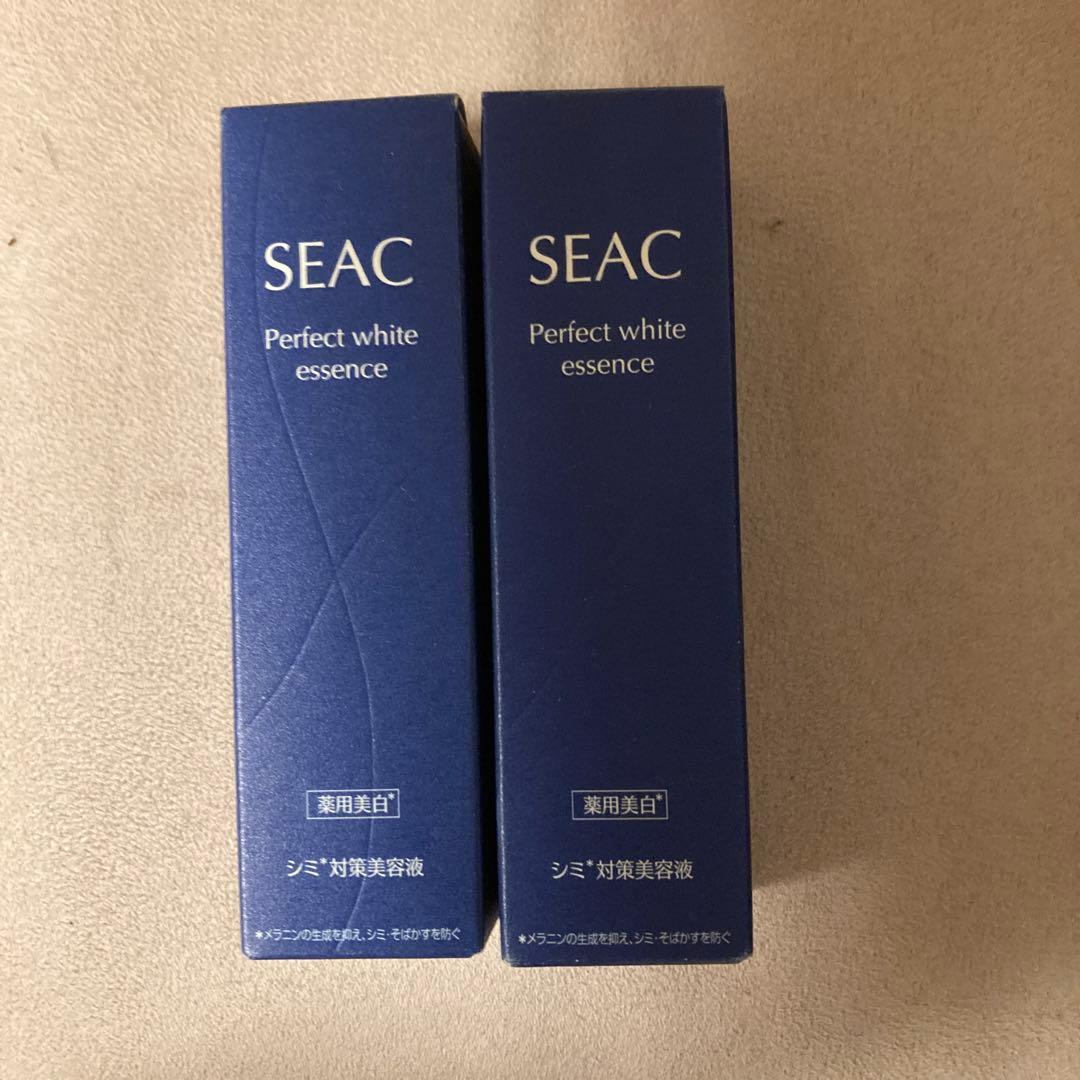 SEAC
Perfect white
essence
薬用美白*
シミ*対策美容液
*メラニンの生成を抑え、シミ・そばかすを防ぐ
SEAC
Perfect white
essence
薬用美白*
シミ*対策美容液
*メラニンの生成を抑え、シミ・そばかすを防ぐ